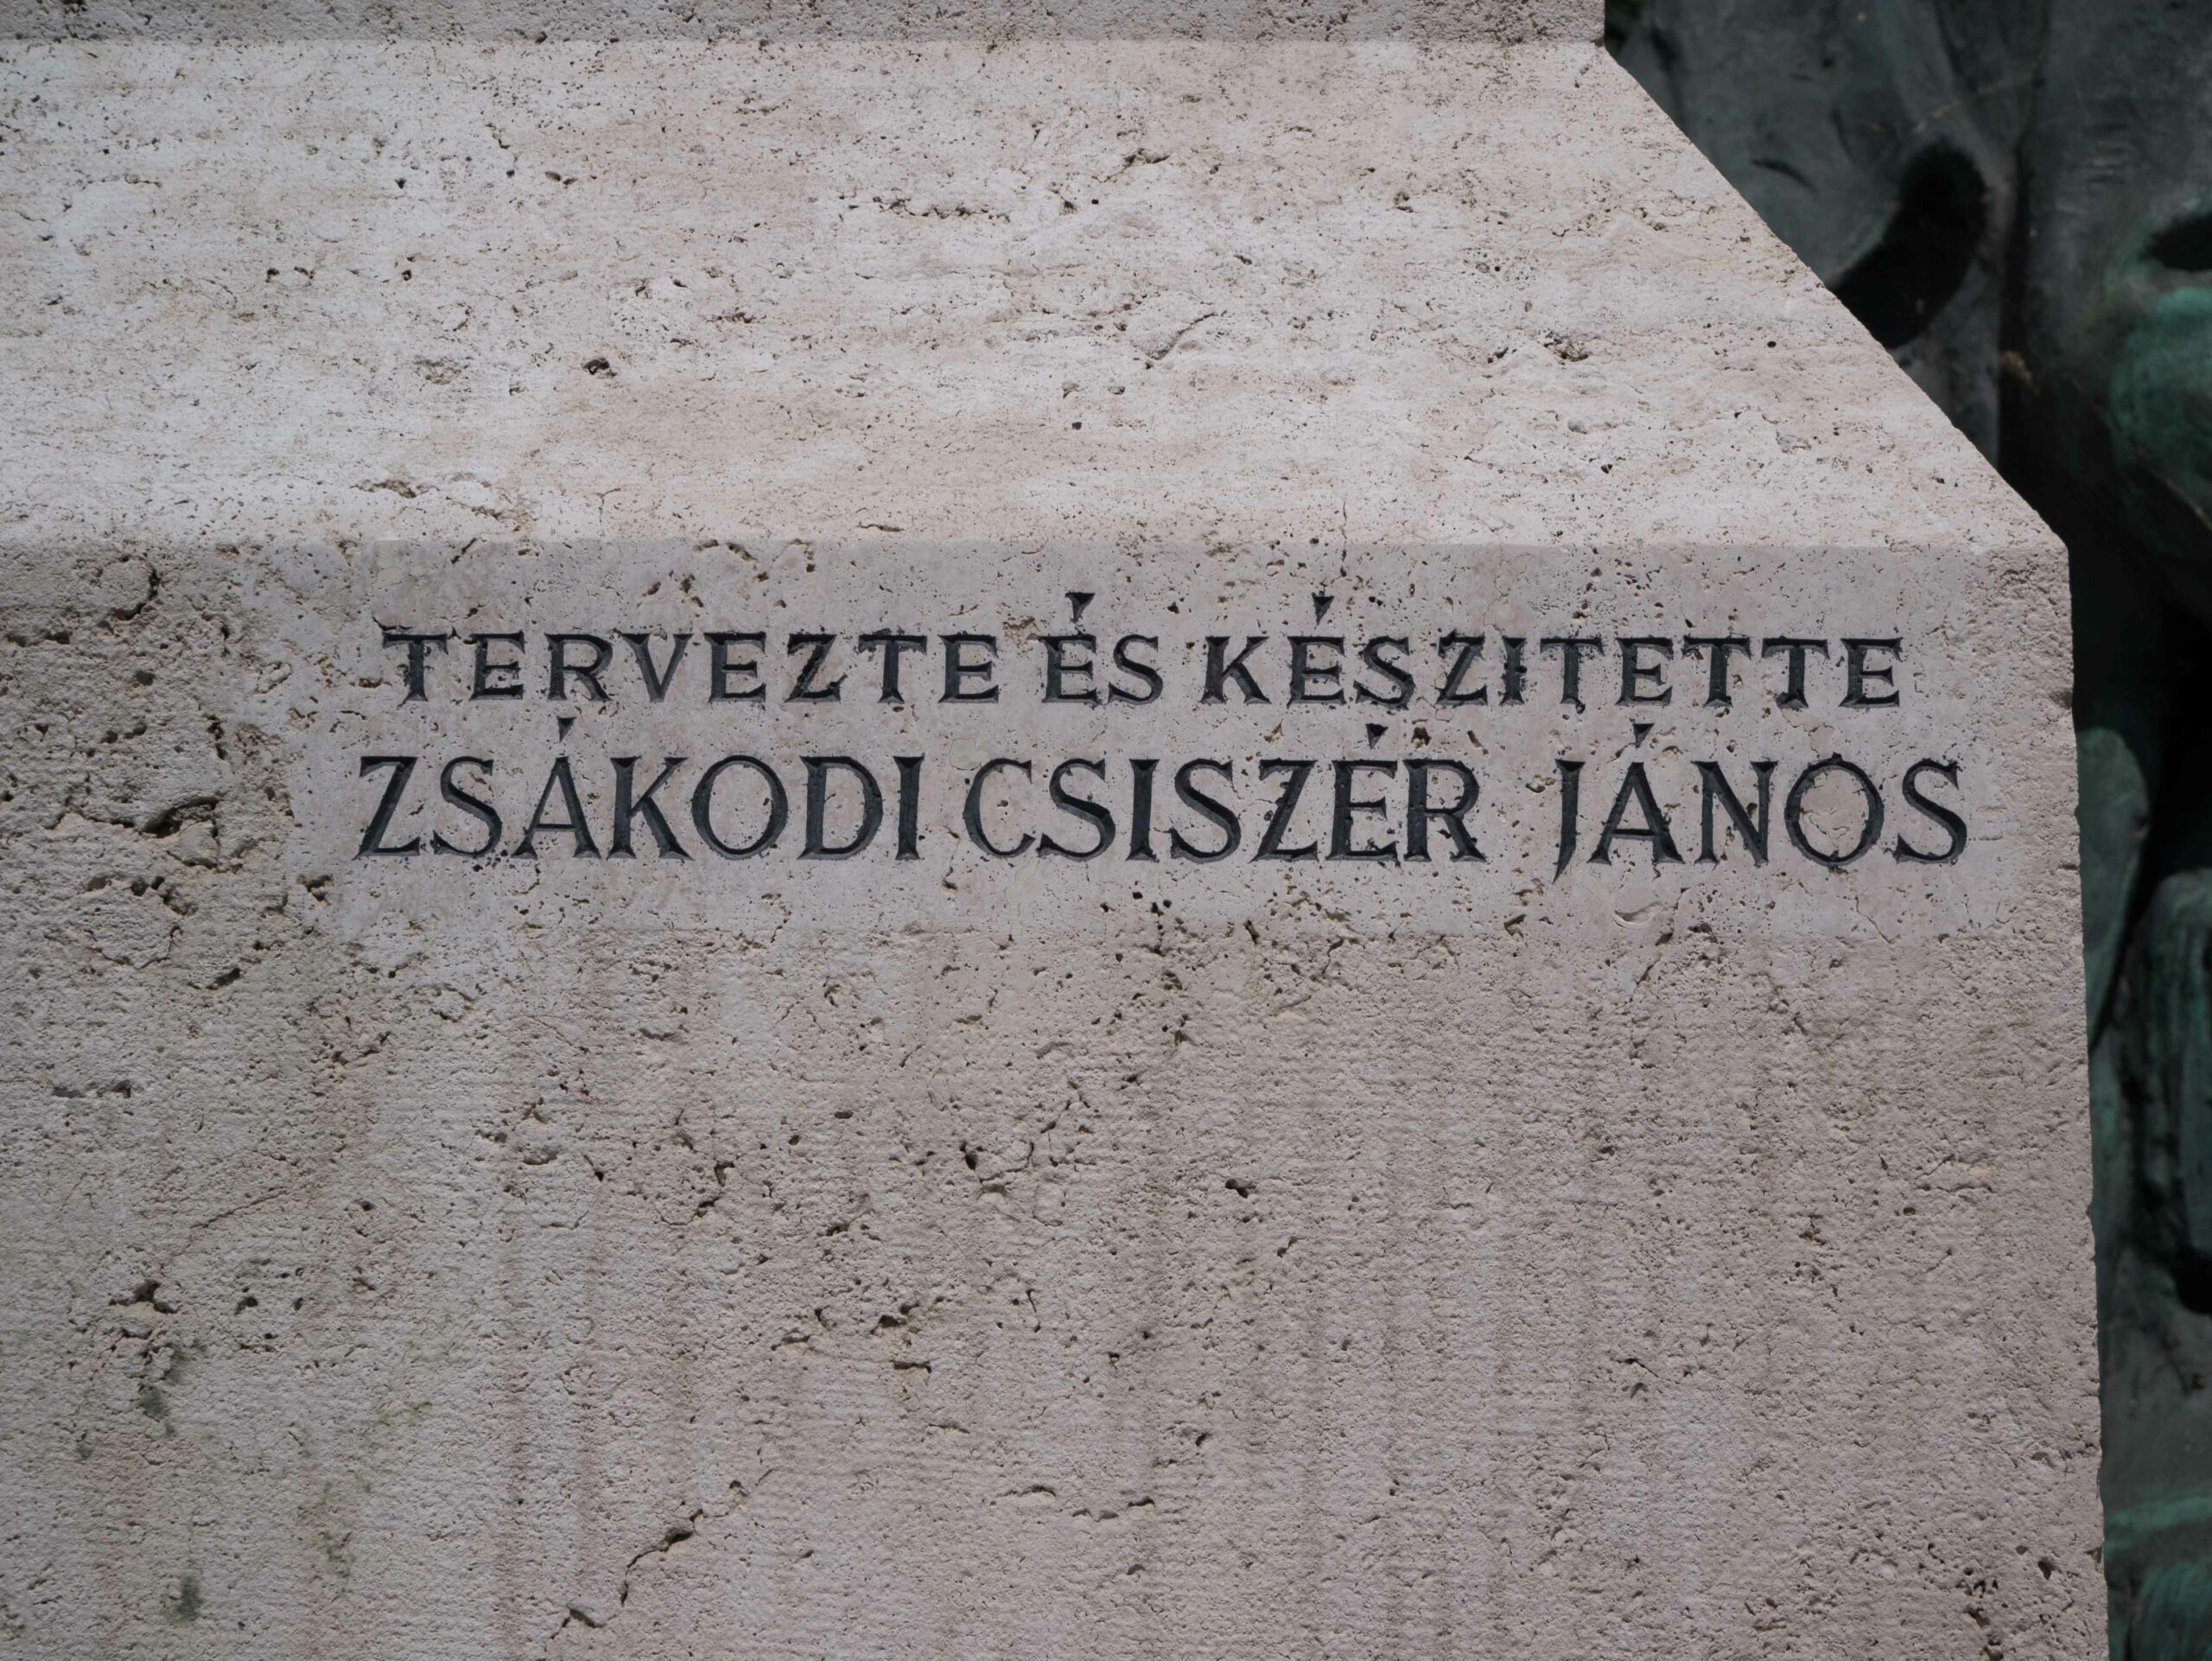 TERVEZTE ÉS KÉSZITETTE
ZSÁKODI CSISZÉR JÁNOS